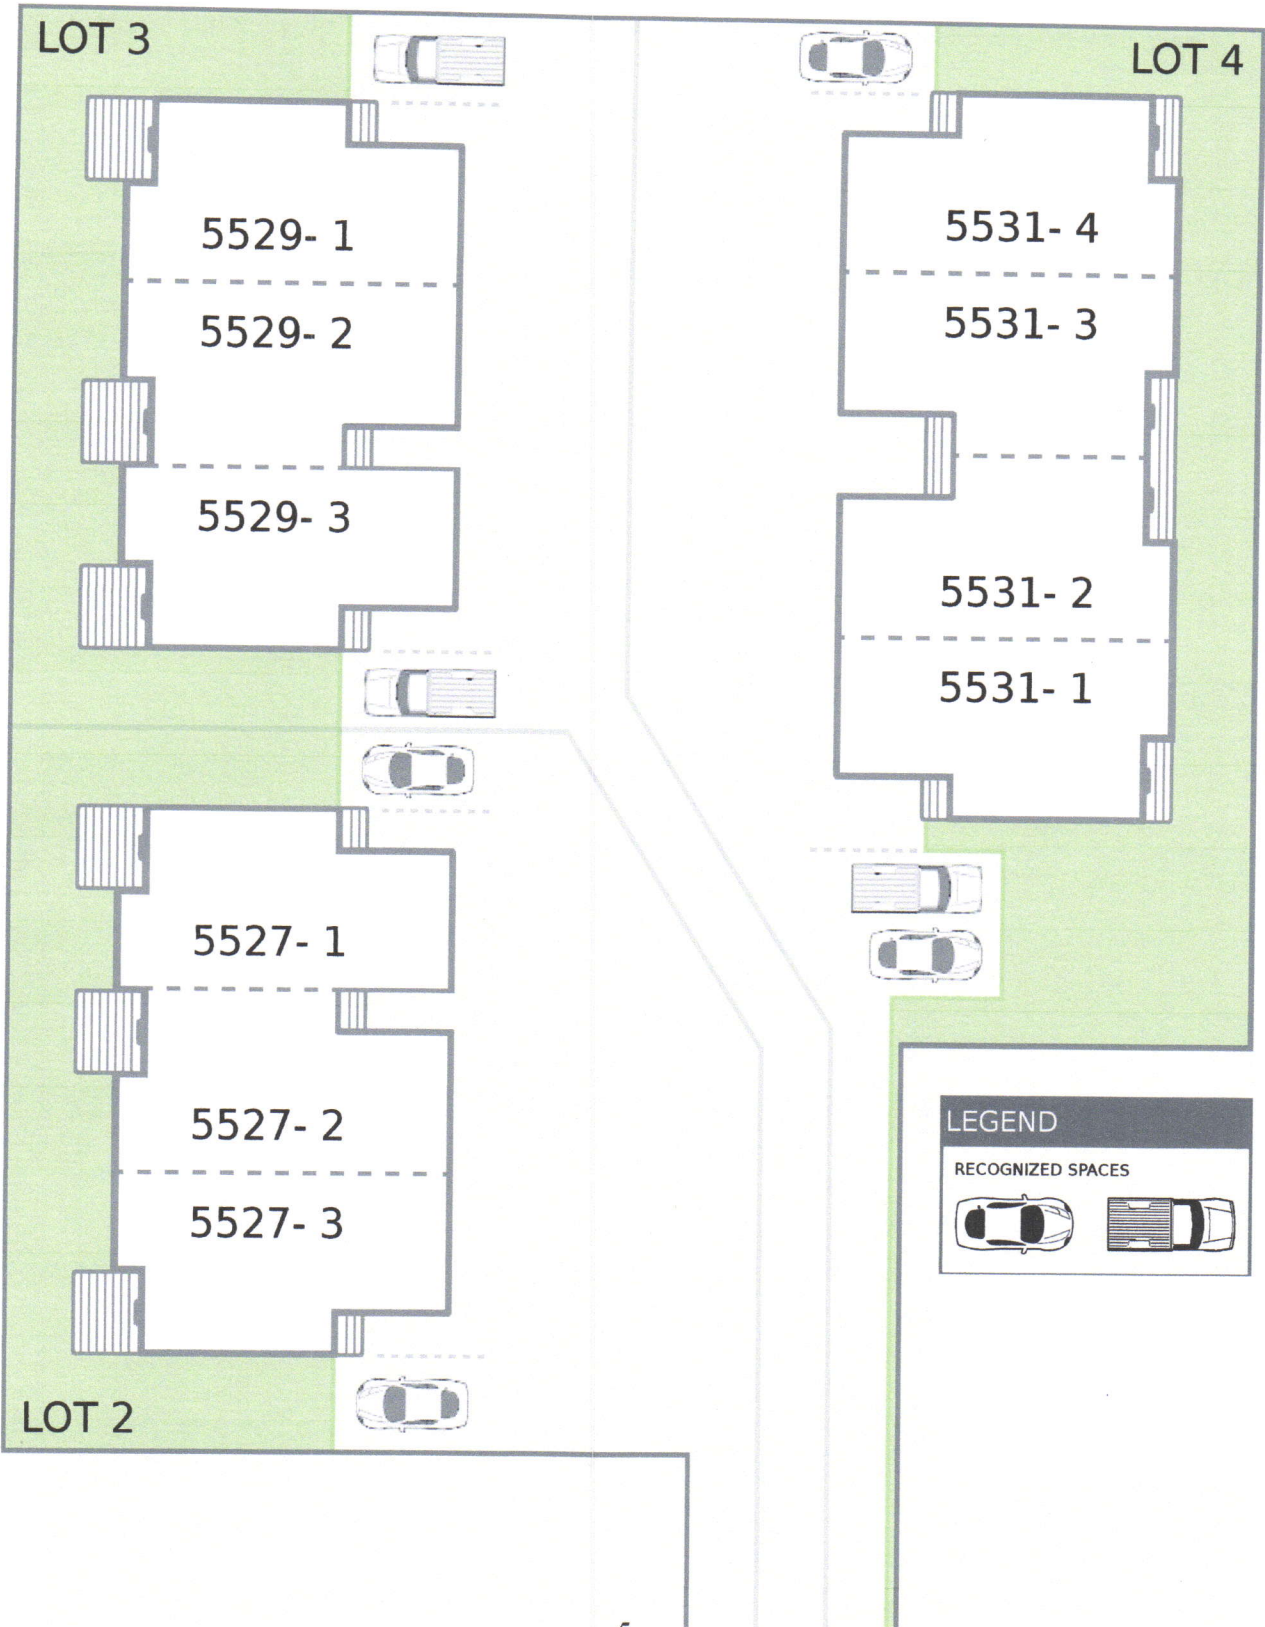 LOT 3
LOT 4
5529- 1
5531- 4
5529- 2
5531- 3
5529- 3
5531- 2
5531- 1
5527- 1
5527- 2
5527- 3
LOT 2
LEGEND
RECOGNIZED SPACES